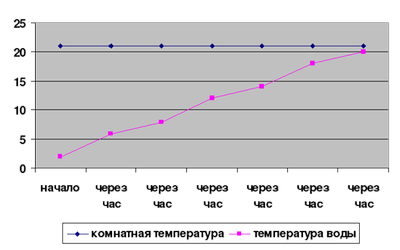 25
20
15
10
5
0
начало через через через через через через
час час час час час час
комнатная температура температура воды